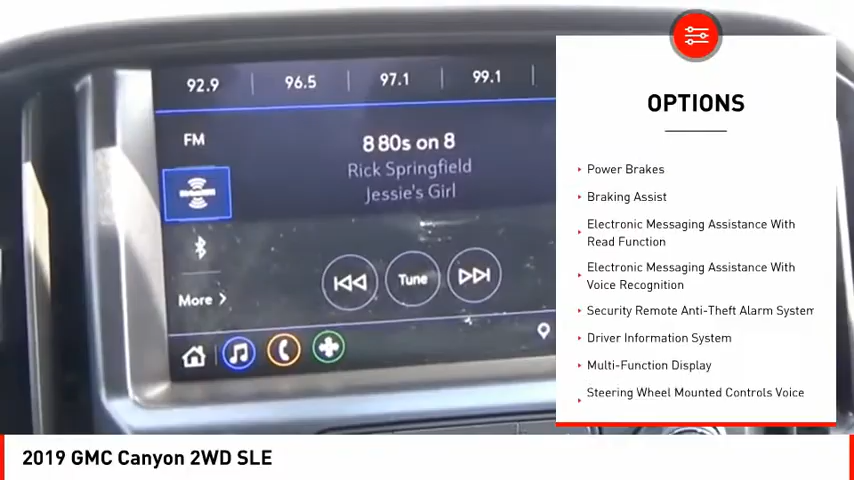 92.9 96.5 97.1 99.1
FM
8 80s on 8
Rick Springfield
Jessie's Girl
Tune
More
OPTIONS
Power Brakes
Braking Assist
Electronic Messaging Assistance With
Read Function
Electronic Messaging Assistance With
Voice Recognition
Security Remote Anti-Theft Alarm System
Driver Information System
Multi-Function Display
Steering Wheel Mounted Controls Voice
2019 GMC Canyon 2WD SLE